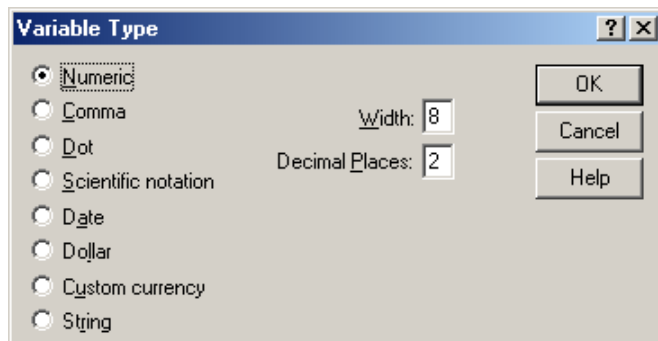 Variable Type
Numeric
Comma
Dot
Scientific notation
Date
Dollar
Custom currency
String
Width: 8
Decimal Places: 2
OK
Cancel
Help